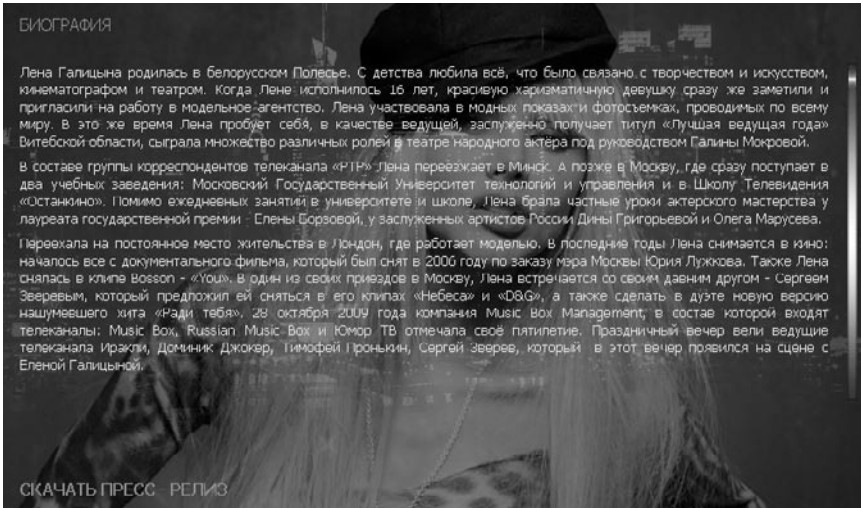 БИОГРАФИЯ
Лена Галицына родилась в белорусском Полесье. С детства любила всё, что было связано с творчеством и искусством,
кинематографом и театром. Когда Лене исполнилось 16 лет, красивую харизматичную девушку сразу же заметили и
пригласили на работу в модельное агентство. Лена участвовала в модных показах и фотосъемках, проводимых по всему
миру. В это же время Лена пробует себя, в качестве ведущей, заслуженно получает титул «Лучшая ведущая года»
Витебской области, сыграла множество различных ролей в театре народного актёра под руководством Галины Мокровой.
В составе группы корреспондентов телеканала «РТР» Лена переезжает в Минск. А позже в Москву, где сразу поступает в
два учебных заведения: Московский Государственный Университет технологий и управления и в Школу Телевидения
«Останкино». Помимо ежедневных занятий в университете и школе, Лена брала частные уроки актерского мастерства у
лауреата государственной премии - Елены Борзовой, у заслуженных артистов России Дины Григорьевой и Олега Марусева.
Переехала на постоянное место жительства в Лондон, где работает моделью. В последние годы Лена снимается в кино:
началось все с документального фильма, который был снят в 2006 году по заказу мэра Москвы Юрия Лужкова. Также Лена
снялась в клипе Bosson - «You». В один из своих приездов в Москву, Лена встречается со своим давним другом - Сергеем
Зверевым, который предложил ей сняться в его клипах «Небеса» и «D&G», а также сделать в дуэте новую версию
нашумевшего хита «Ради тебя». 28 октября 2009 года компания Music Box Management, в состав которой входят
телеканалы: Music Box, Russian Music Box и Юмор ТВ отмечала своё пятилетие. Праздничный вечер вели ведущие
телеканала Иракли, Доминик Джокер, Тимофей Пронькин, Сергей Зверев, который в этот вечер появился на сцене с
Еленой Галицыной.
СКАЧАТЬ ПРЕСС - РЕЛИЗ